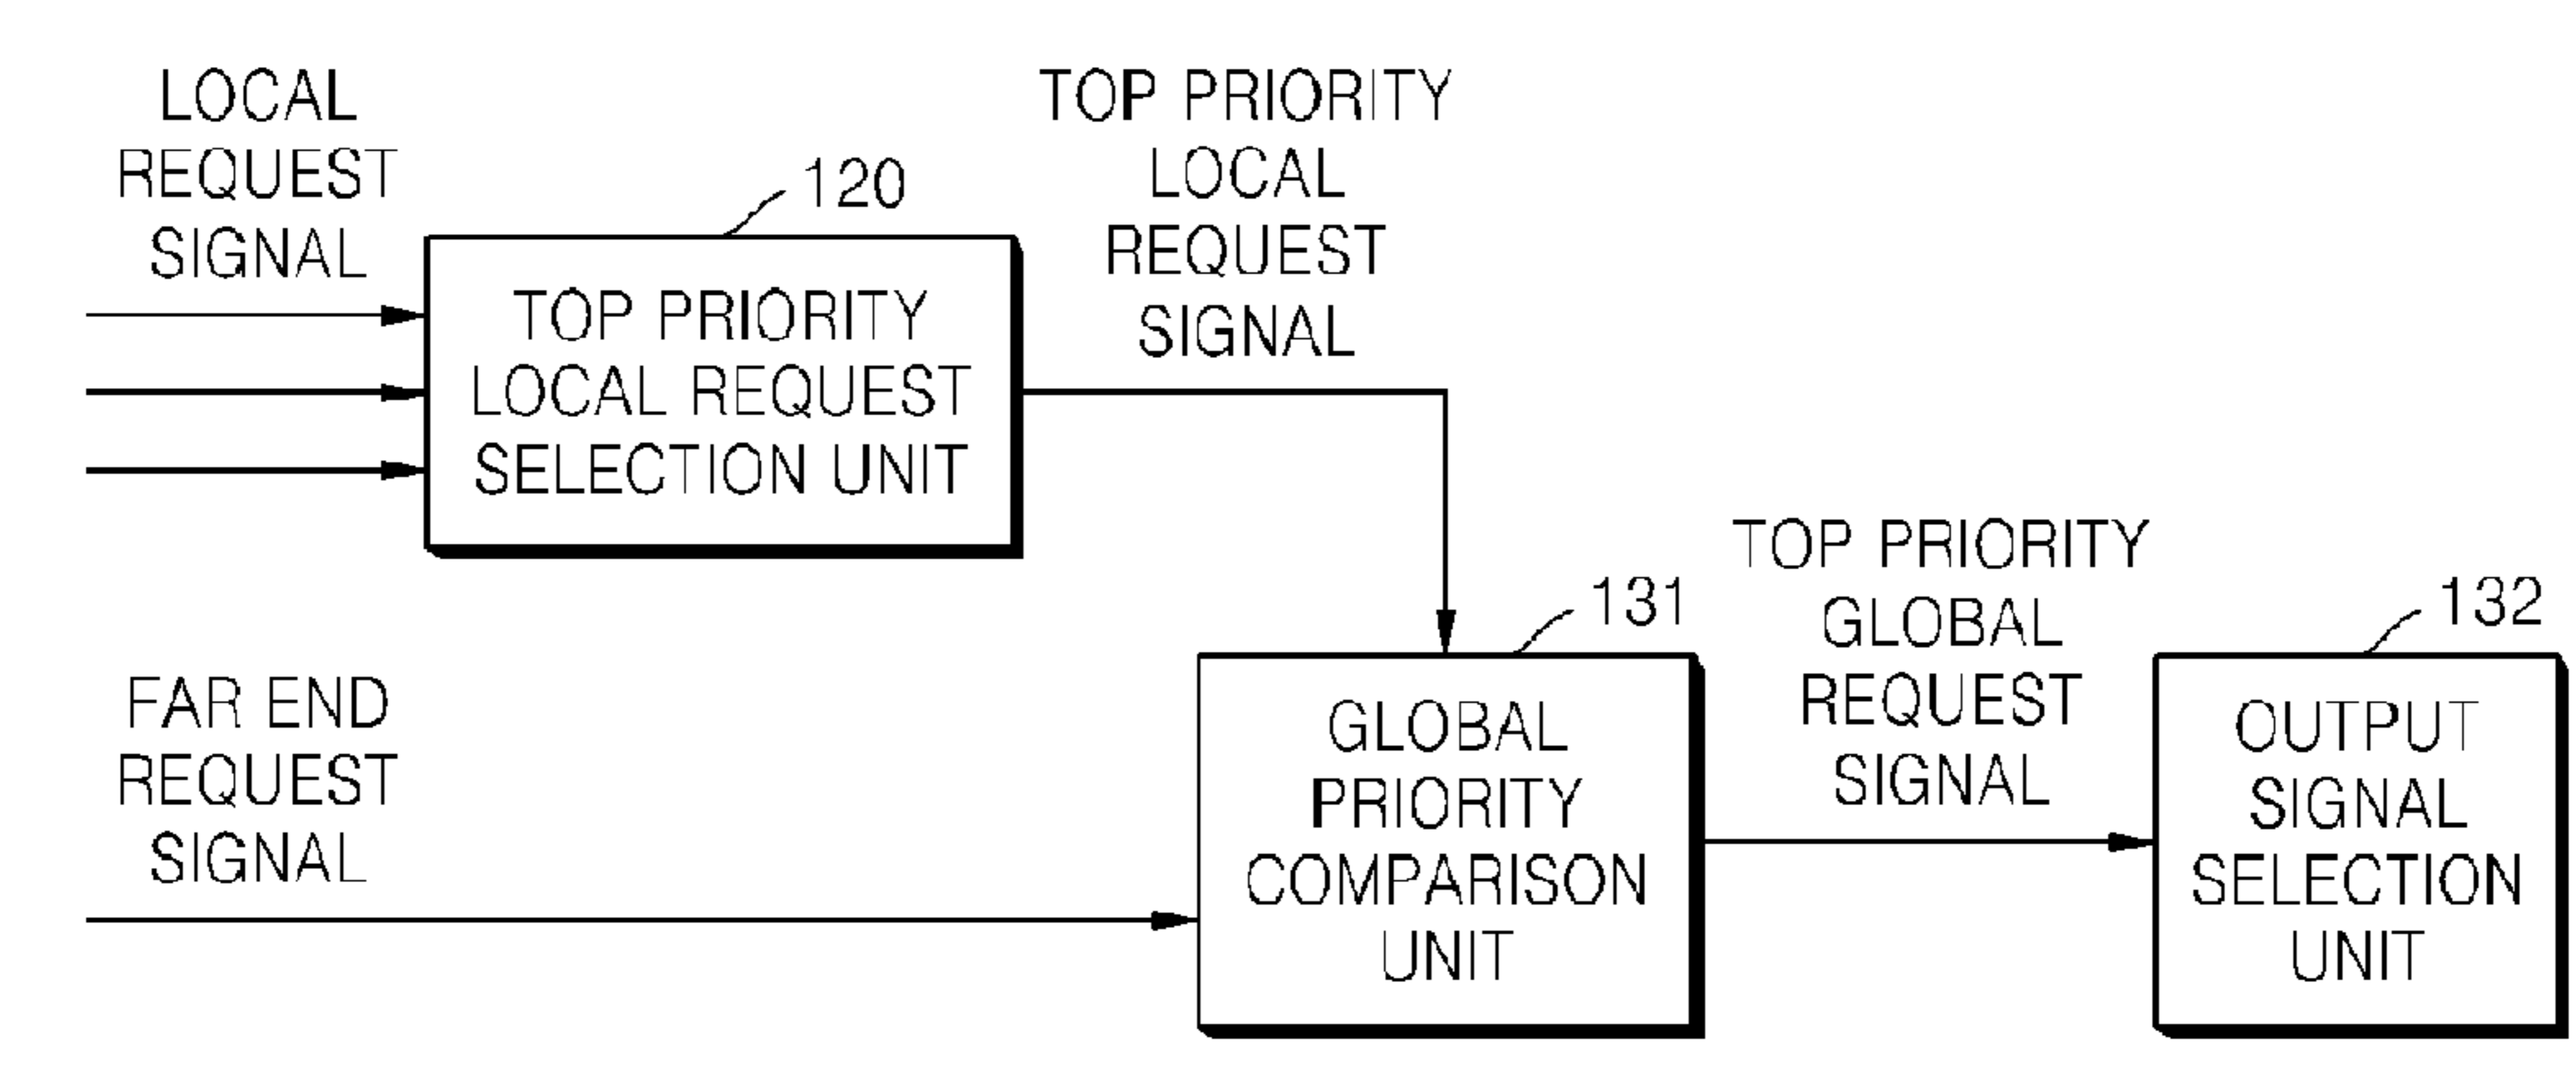 LOCAL
REQUEST
SIGNAL
120
TOP PRIORITY
LOCAL REQUEST
SELECTION UNIT
TOP PRIORITY
LOCAL
REQUEST
SIGNAL
FAR END
REQUEST
SIGNAL
131
GLOBAL
PRIORITY
COMPARISON
UNIT
TOP PRIORITY
GLOBAL
REQUEST
SIGNAL
132
OUTPUT
SIGNAL
SELECTION
UNIT